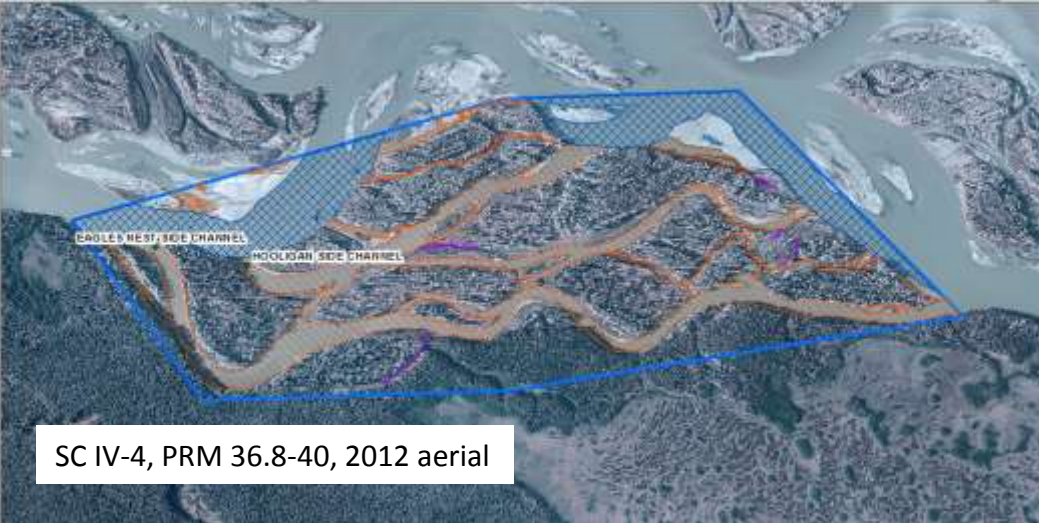 EAGLES NEST SIDE CHANNEL
HOOLIGAN SIDE CHANNEL
SC IV-4, PRM 36.8-40, 2012 aerial